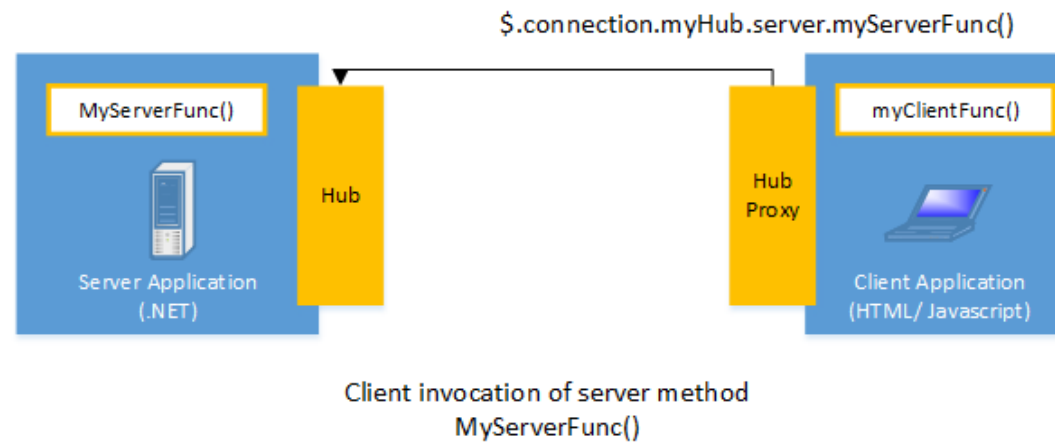 $.connection.myHub.server.myServerFunc()
MyServerFunc()
Hub
Server Application
(.NET)
Hub
Proxy
myClientFunc()
Client Application
(HTML/ Javascript)
Client invocation of server method
MyServerFunc()